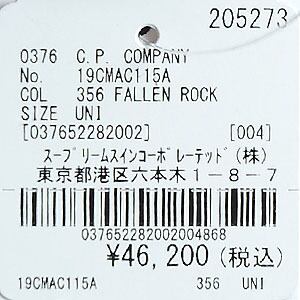 205273
0376 C.P. COMPANY
No. 19CMAC115A
COL 356 FALLEN ROCK
SIZE UNI
[037652282002] [004]
スープリームスインコーポレーテッド(株)
東京都港区六本木1-8-7
037652282002004868
¥46,200(税込)
19CMAC115A 356 UNI